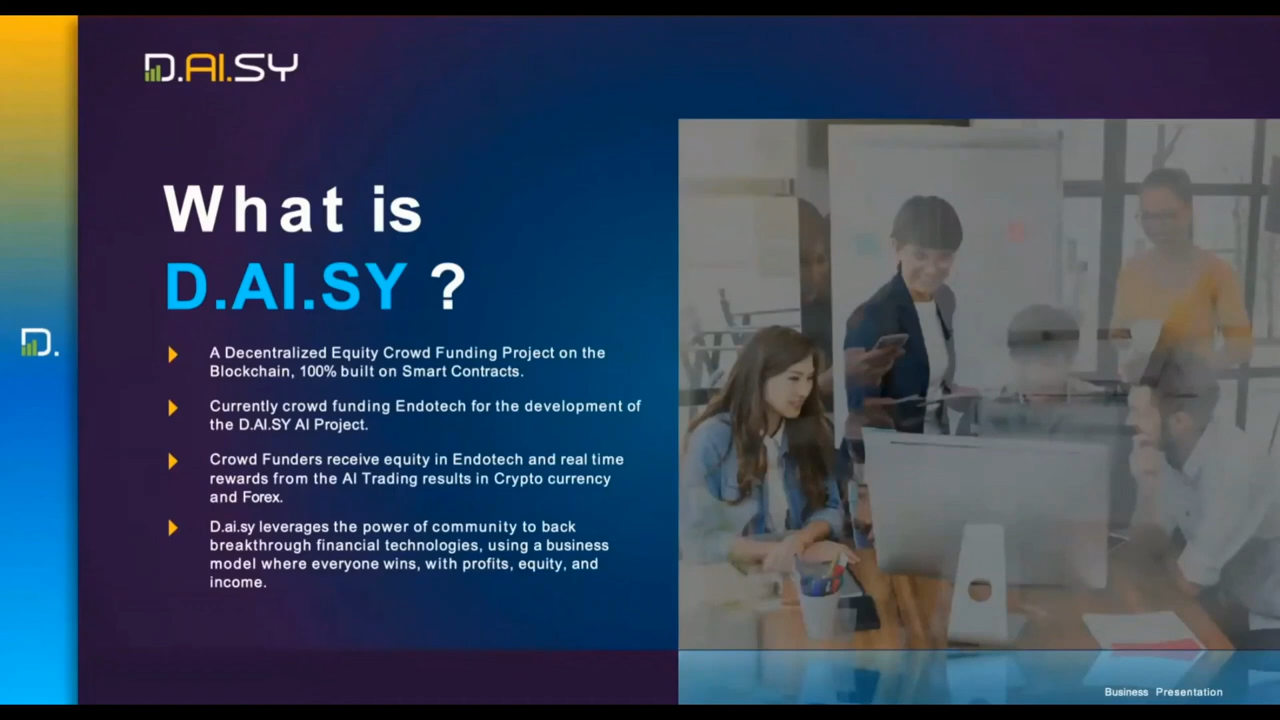 D.AI.SY
What is
D.AI.SY ?
D.
A Decentralized Equity Crowd Funding Project on the
Blockchain, 100% built on Smart Contracts.
Currently crowd funding Endotech for the development of
the D.AI.SY AI Project.
Crowd Funders receive equity in Endotech and real time
rewards from the AI Trading results in Crypto currency
and Forex.
D.ai.sy leverages the power of community to back
breakthrough financial technologies, using a business
model where everyone wins, with profits, equity, and
income.
Business Presentation